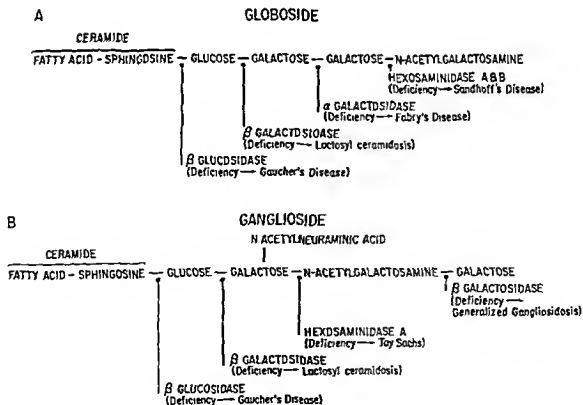 A
GLOBOSIDE
CERAMIDE
FATTY ACID - SPHINGOSINE - GLUCOSE - GALACTOSE - GALACTOSE - N-ACETYLGALACTOSAMINE
HEXOSAMINIDASE A&B
(Deficiency → Sandhoff's Disease)
α GALACTOSIDASE
(Deficiency → Fabry's Disease)
β GALACTOSIDASE
(Deficiency → Lactosyl ceramidosis)
β GLUCOSIDASE
(Deficiency → Gaucher's Disease)
B
GANGLIOSIDE
N ACETYLNEURAMINIC ACID
CERAMIDE
FATTY ACID - SPHINGOSINE - GLUCOSE - GALACTOSE - N-ACETYLGALACTOSAMINE - GALACTOSE
β GALACTOSIDASE
(Deficiency →
Generalized Gangliosidosis)
HEXOSAMINIDASE A
(Deficiency → Tay Sachs)
β GALACTOSIDASE
(Deficiency → Lactosyl ceramidosis)
β GLUCOSIDASE
(Deficiency → Gaucher's Disease)